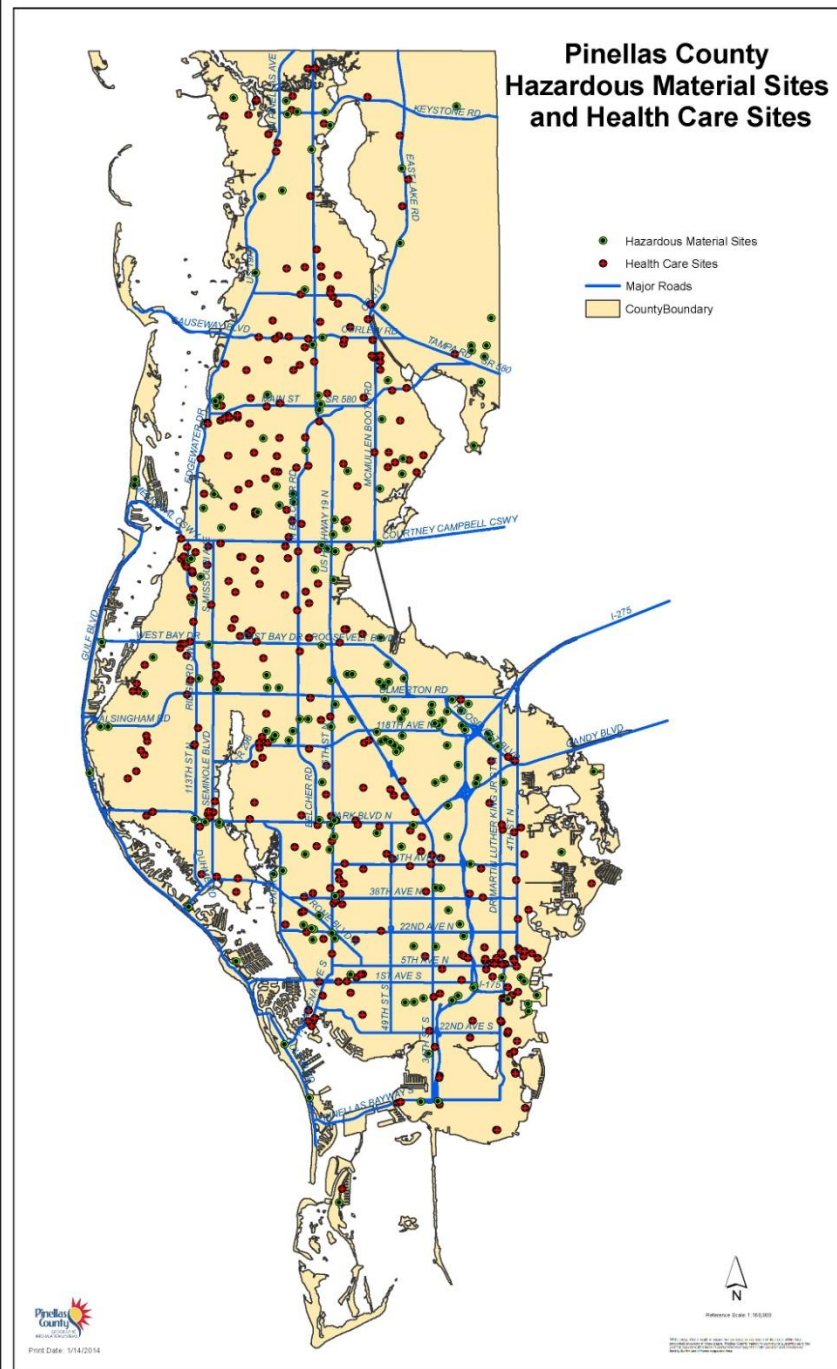 Pinellas County
Hazardous Material Sites
and Health Care Sites
Hazardous Material Sites
Health Care Sites
Major Roads
CountyBoundary
PINELLAS AVE
KEYSTONE RD
EAST LAKE RD
CAUSEWAY BLVD
CURLEW RD
TAMPA RD
SR 580
MAIN ST
SR 580
EDGEWATER DR
MCMULLEN BOOTH RD
BELCHER RD
US HIGHWAY 19 N
COURTNEY CAMPBELL CSWY
S MISSOURI AVE
GULF BLVD
WEST BAY DR
ROOSEVELT BLVD
I-275
ULMERTON RD
118TH AVE N
GANDY BLVD
113TH ST N
SEMINOLE BLVD
BELCHER RD
PARK BLVD N
DR MARTIN LUTHER KING JR ST N
4TH ST N
38TH AVE N
22ND AVE N
5TH AVE N
1ST AVE S
I-175
49TH ST S
22ND AVE S
Pinellas
County
Print Date: 1/14/2014
N